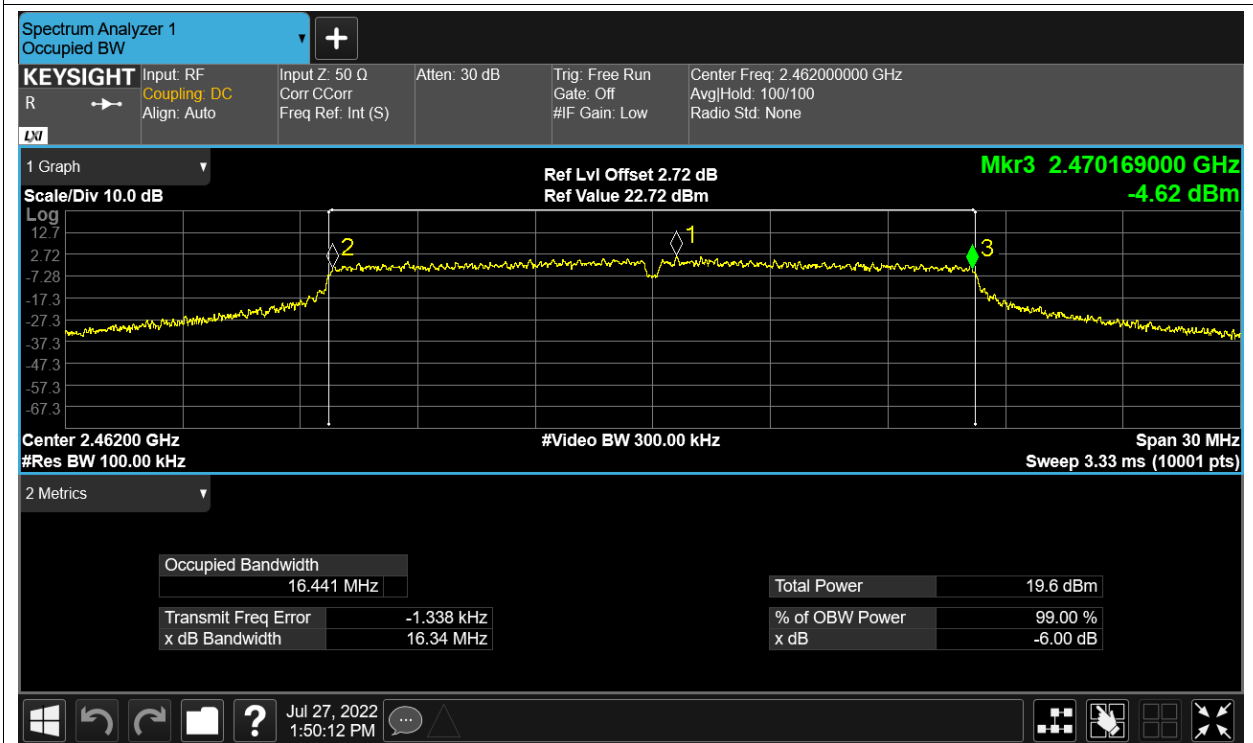 Spectrum Analyzer 1
Occupied BW
KEYSIGHT
R
LXI
Input: RF
Coupling: DC
Align: Auto
Input Z: 50 Ω
Corr CCorr
Freq Ref: Int (S)
Atten: 30 dB
Trig: Free Run
Gate: Off
#IF Gain: Low
Center Freq: 2.462000000 GHz
Avg|Hold: 100/100
Radio Std: None
1 Graph
Scale/Div 10.0 dB
Ref Lvl Offset 2.72 dB
Ref Value 22.72 dBm
Mkr3 2.470169000 GHz
-4.62 dBm
Log
12.7
2.72
-7.28
-17.3
-27.3
-37.3
-47.3
-57.3
-67.3
2
1
3
Center 2.46200 GHz
#Res BW 100.00 kHz
#Video BW 300.00 kHz
Span 30 MHz
Sweep 3.33 ms (10001 pts)
2 Metrics
Occupied Bandwidth
16.441 MHz
Transmit Freq Error -1.338 kHz
x dB Bandwidth 16.34 MHz
Total Power 19.6 dBm
% of OBW Power 99.00 %
x dB -6.00 dB
?
Jul 27, 2022
1:50:12 PM